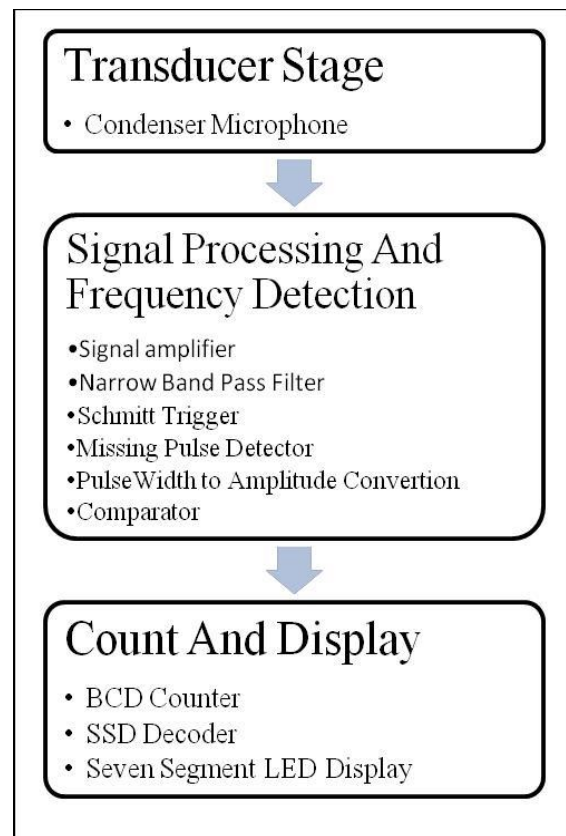 Transducer Stage
• Condenser Microphone
Signal Processing And
Frequency Detection
•Signal amplifier
•Narrow Band Pass Filter
•Schmitt Trigger
•Missing Pulse Detector
•PulseWidth to Amplitude Convertion
•Comparator
Count And Display
• BCD Counter
• SSD Decoder
• Seven Segment LED Display